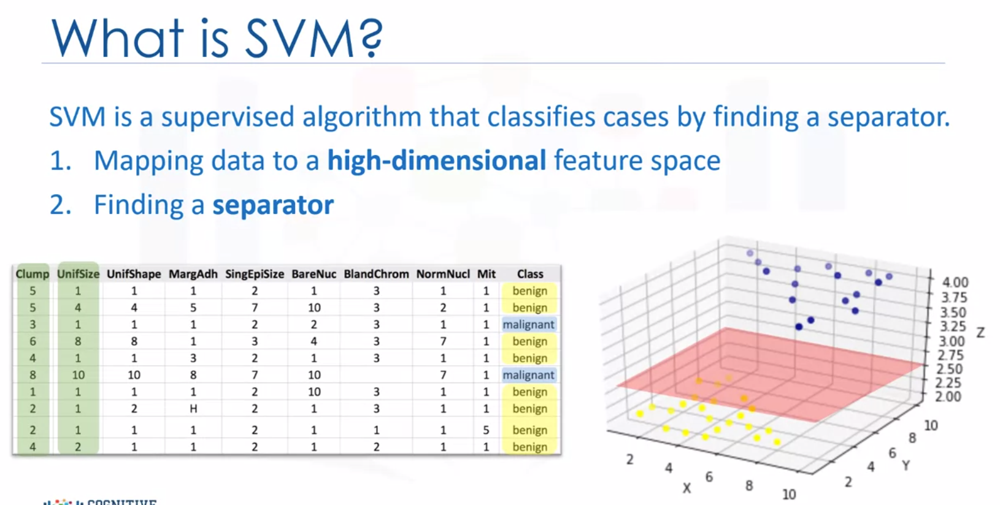 What is SVM?
SVM is a supervised algorithm that classifies cases by finding a separator.
1. Mapping data to a high-dimensional feature space
2. Finding a separator
Clump UnifSize UnifShape MargAdh SingEpiSize BareNuc BlandChrom NormNucl Mit Class
5 1 1 1 2 1 3 1 1 benign
5 4 4 5 7 10 3 2 1 benign
3 1 1 1 2 2 3 1 1 malignant
6 8 8 1 3 4 3 7 1 benign
4 1 1 3 2 1 3 1 1 benign
8 10 10 8 7 10 7 1 malignant
1 1 1 1 2 10 3 1 1 benign
2 1 2 H 2 1 3 1 1 benign
2 1 1 1 2 1 1 1 5 benign
4 2 1 1 2 1 2 1 1 benign
4.00
3.75
3.50
3.25
3.00
2.75
2.50
2.25
2.00
Z
10
8
6
4
2
Y
2
4
6
8
10
X
COGNITIVE